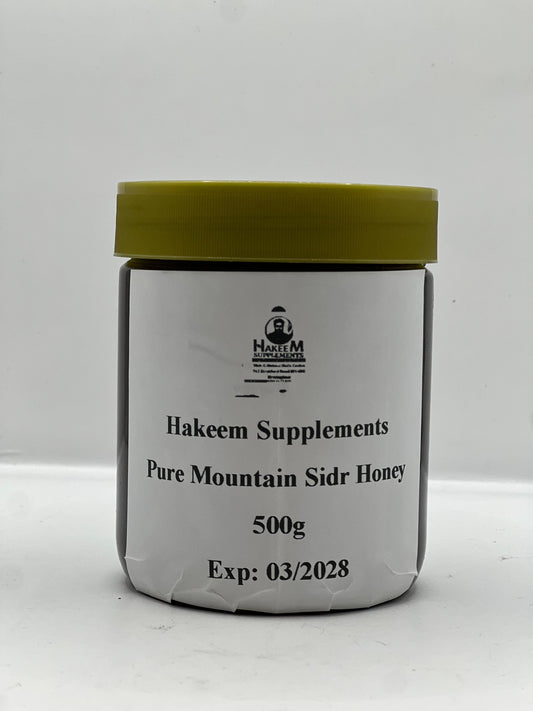 HAKEEM
SUPPLEMENTS
Hakeem Supplements
Pure Mountain Sidr Honey
500g
Exp: 03/2028